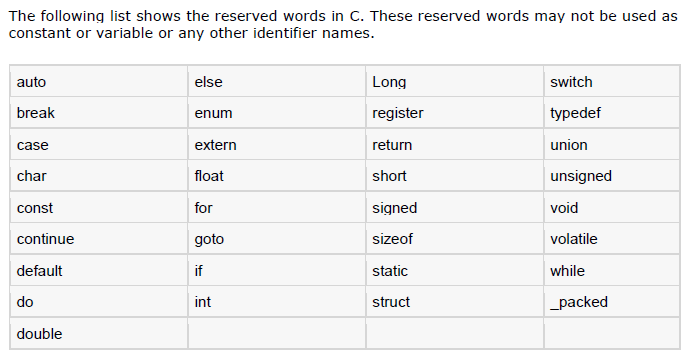 The following list shows the reserved words in C. These reserved words may not be used as
constant or variable or any other identifier names.
auto else Long switch
break enum register typedef
case extern return union
char float short unsigned
const for signed void
continue goto sizeof volatile
default if static while
do int struct _packed
double